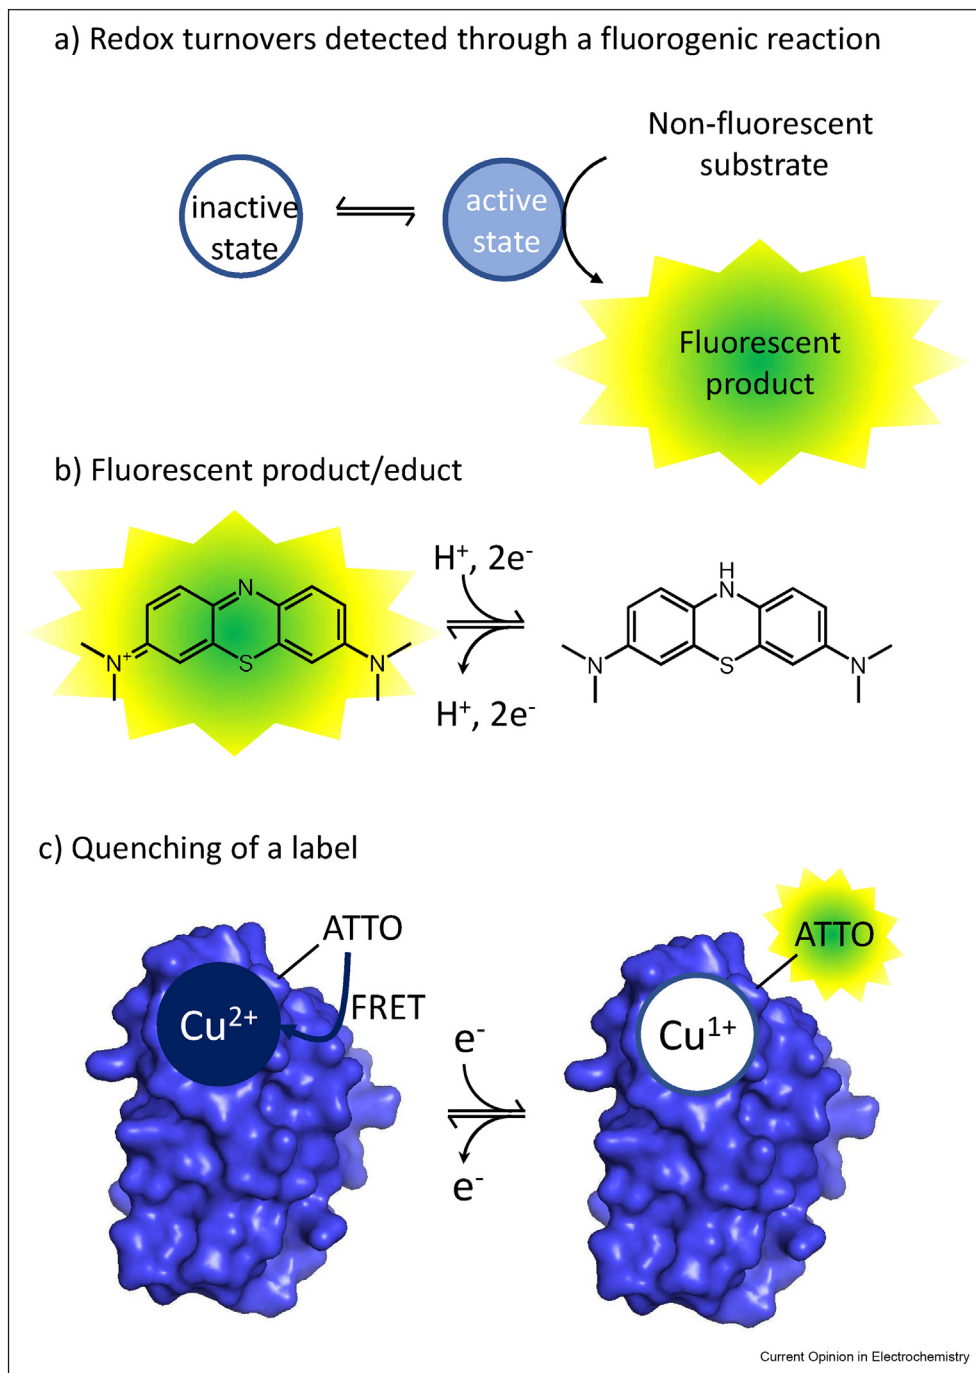 a) Redox turnovers detected through a fluorogenic reaction
Non-fluorescent
substrate
inactive
state
active
state
Fluorescent
product
b) Fluorescent product/educt
H⁺, 2e⁻
N
S
N⁺
N
H⁺, 2e⁻
H
N
S
N
N
c) Quenching of a label
ATTO
FRET
Cu²⁺
e⁻
e⁻
ATTO
Cu¹⁺
Current Opinion in Electrochemistry